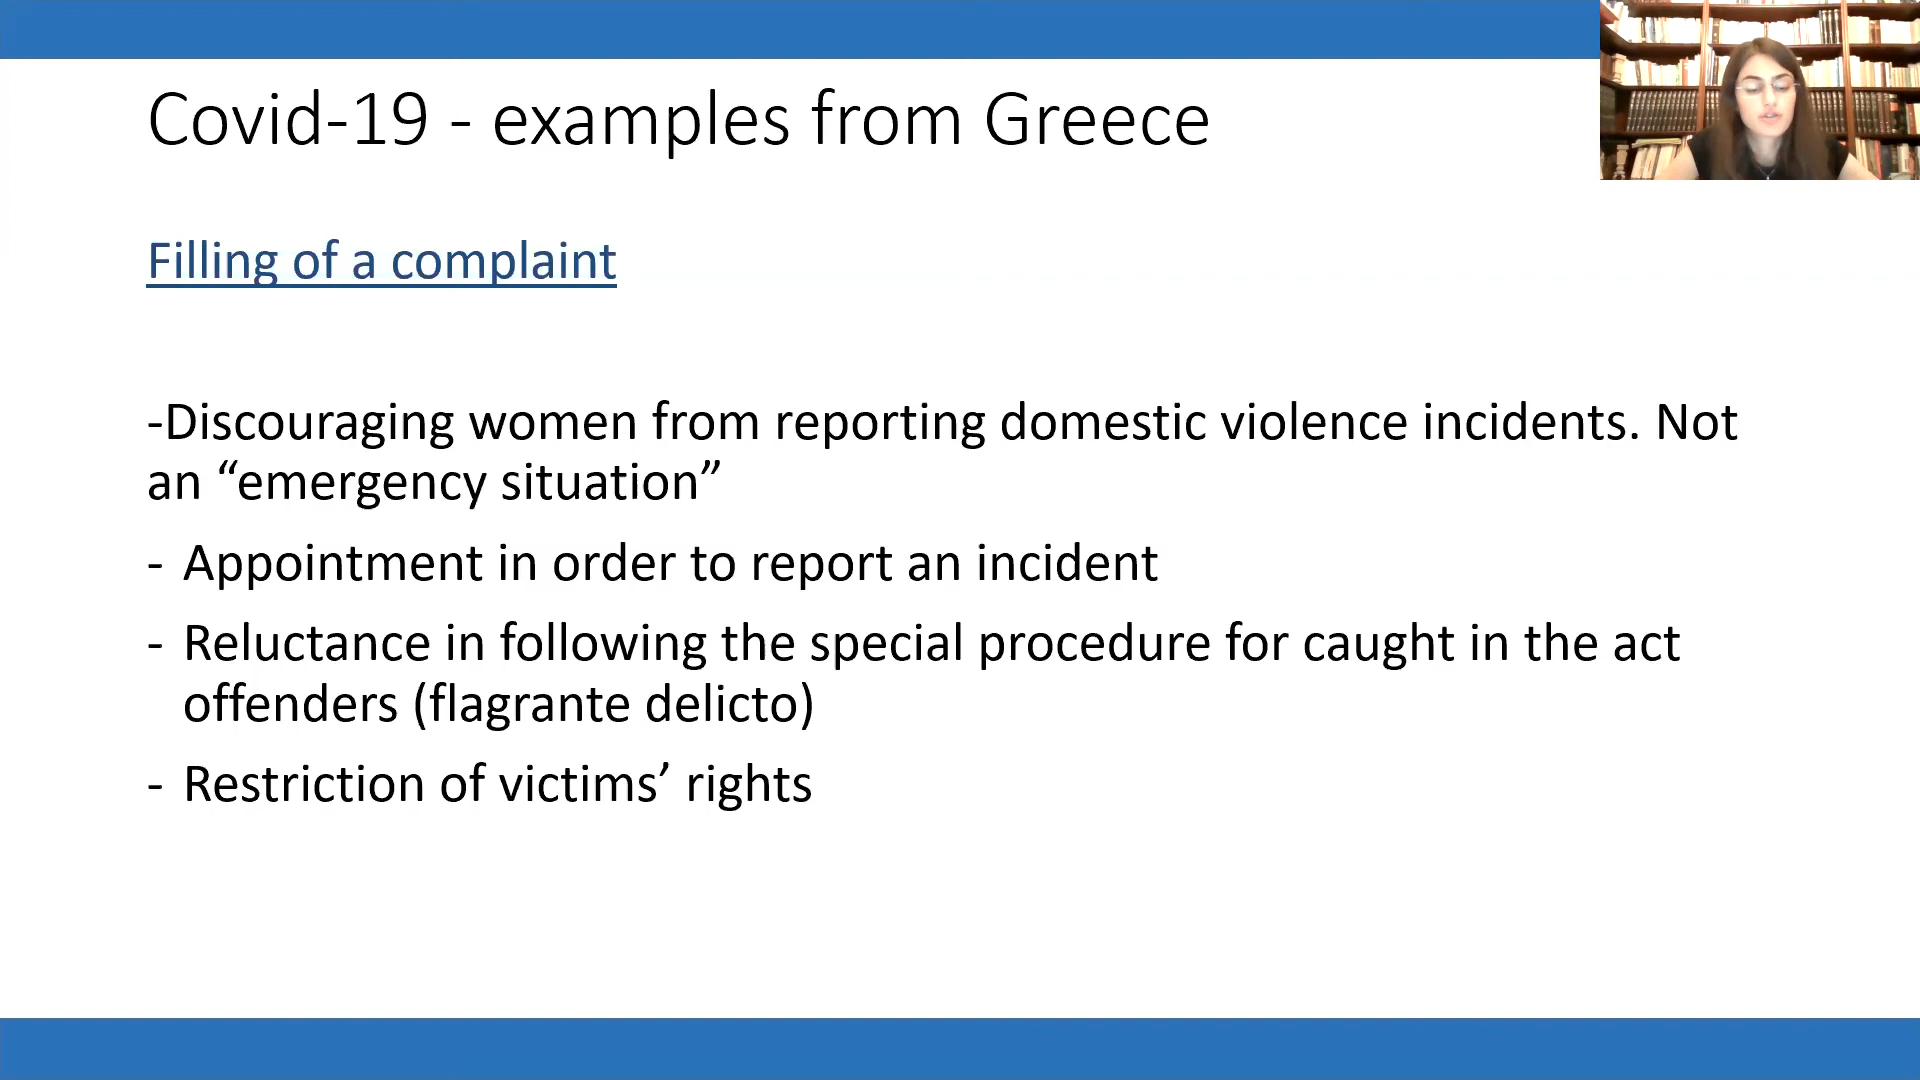 Covid-19 - examples from Greece
Filling of a complaint
-Discouraging women from reporting domestic violence incidents. Not
an “emergency situation”
- Appointment in order to report an incident
- Reluctance in following the special procedure for caught in the act
offenders (flagrante delicto)
- Restriction of victims’ rights